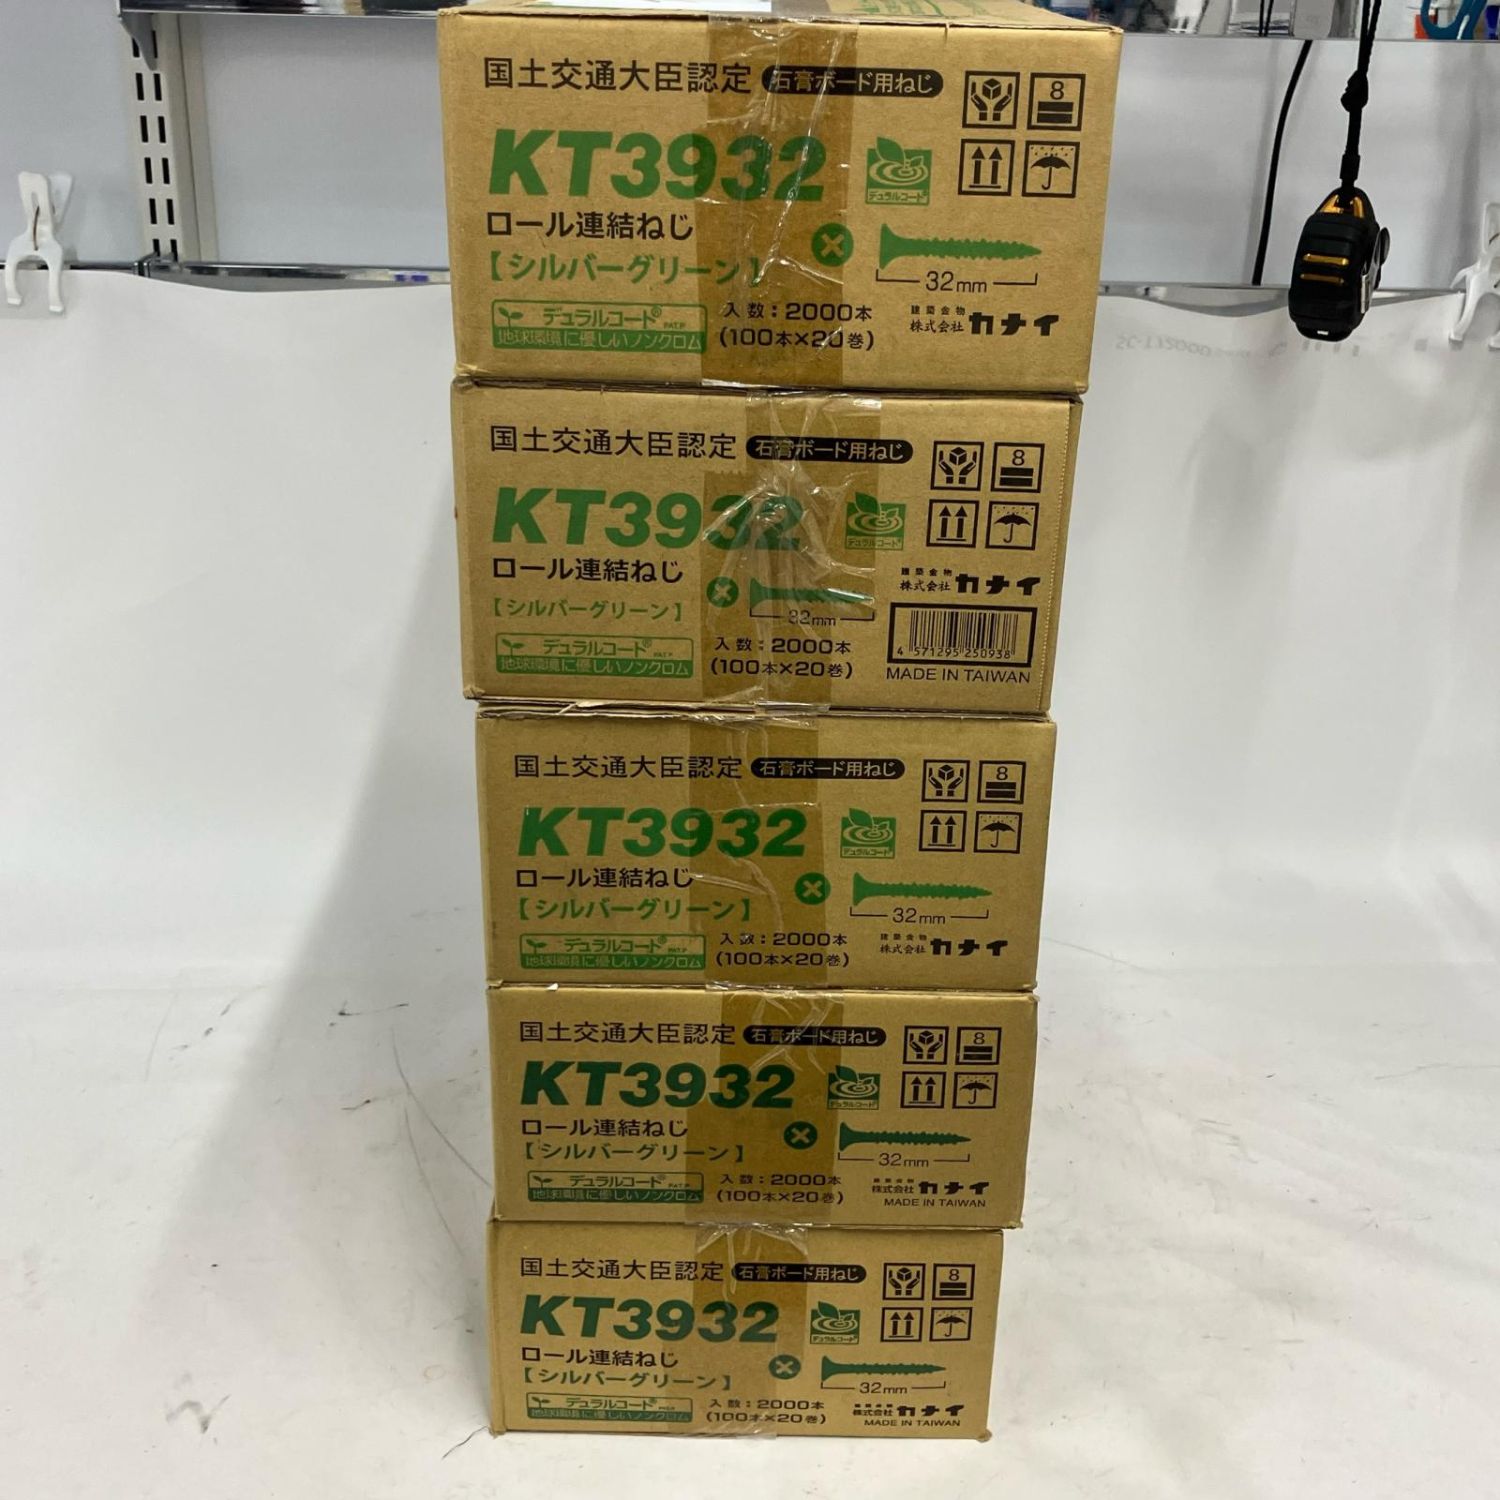 国土交通大臣認定 石膏ボード用ねじ
8
KT3932
デュラルコート®
ロール連結ねじ
【シルバーグリーン】
32mm
デュラルコート® PAT.P
地球環境に優しいノンクロム
入数：2000本
(100本×20巻)
建築金物
株式会社 カナイ
国土交通大臣認定 石膏ボード用ねじ
8
KT3932
デュラルコート®
ロール連結ねじ
【シルバーグリーン】
32mm
デュラルコート® PAT.P
地球環境に優しいノンクロム
入数：2000本
(100本×20巻)
建築金物
株式会社 カナイ
4 571295 250938
MADE IN TAIWAN
国土交通大臣認定 石膏ボード用ねじ
8
KT3932
デュラルコート®
ロール連結ねじ
【シルバーグリーン】
32mm
デュラルコート® PAT.P
地球環境に優しいノンクロム
入数：2000本
(100本×20巻)
建築金物
株式会社 カナイ
国土交通大臣認定 石膏ボード用ねじ
8
KT3932
デュラルコート®
ロール連結ねじ
【シルバーグリーン】
32mm
デュラルコート® PAT.P
地球環境に優しいノンクロム
入数：2000本
(100本×20巻)
建築金物
株式会社 カナイ
MADE IN TAIWAN
国土交通大臣認定 石膏ボード用ねじ
8
KT3932
デュラルコート®
ロール連結ねじ
【シルバーグリーン】
32mm
デュラルコート®
地球環境に優しいノンクロム
入数：2000本
(100本×20巻)
建築金物
株式会社 カナイ
MADE IN TAIWAN